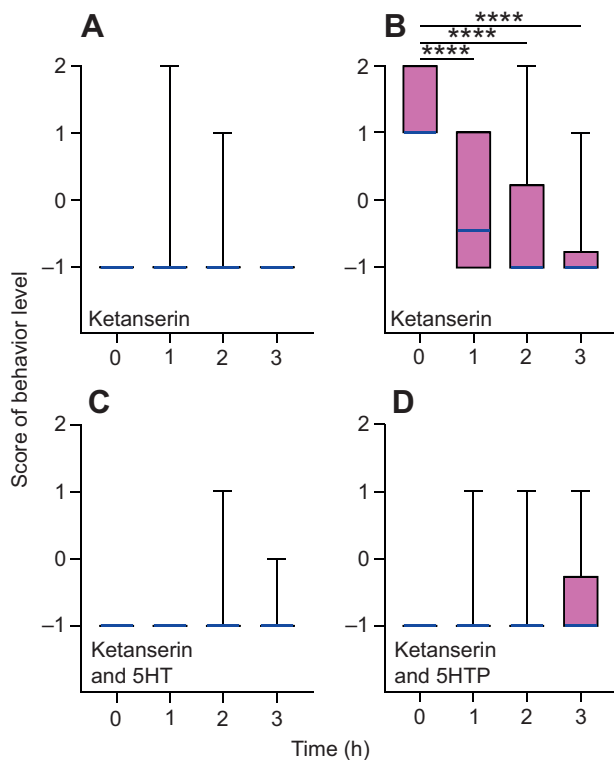 A
B
****
****
****
2
1
0
–1
Ketanserin
0 1 2 3
2
1
0
–1
Ketanserin
0 1 2 3
Score of behavior level
C
D
2
1
0
–1
Ketanserin
and 5HT
0 1 2 3
2
1
0
–1
Ketanserin
and 5HTP
0 1 2 3
Time (h)